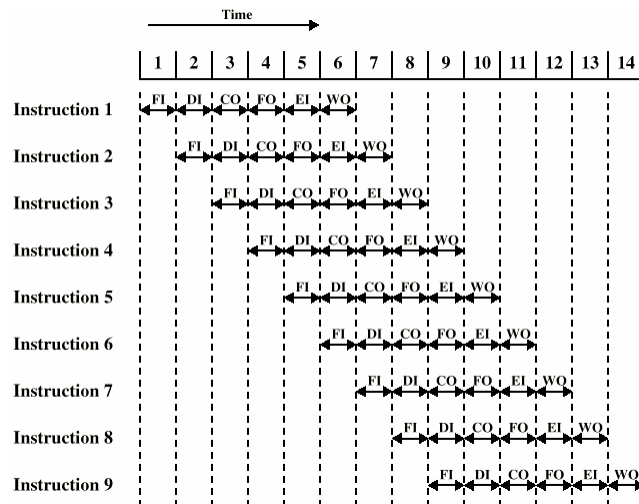 Time
1 2 3 4 5 6 7 8 9 10 11 12 13 14
Instruction 1 FI DI CO FO EI WO
Instruction 2 FI DI CO FO EI WO
Instruction 3 FI DI CO FO EI WO
Instruction 4 FI DI CO FO EI WO
Instruction 5 FI DI CO FO EI WO
Instruction 6 FI DI CO FO EI WO
Instruction 7 FI DI CO FO EI WO
Instruction 8 FI DI CO FO EI WO
Instruction 9 FI DI CO FO EI WO